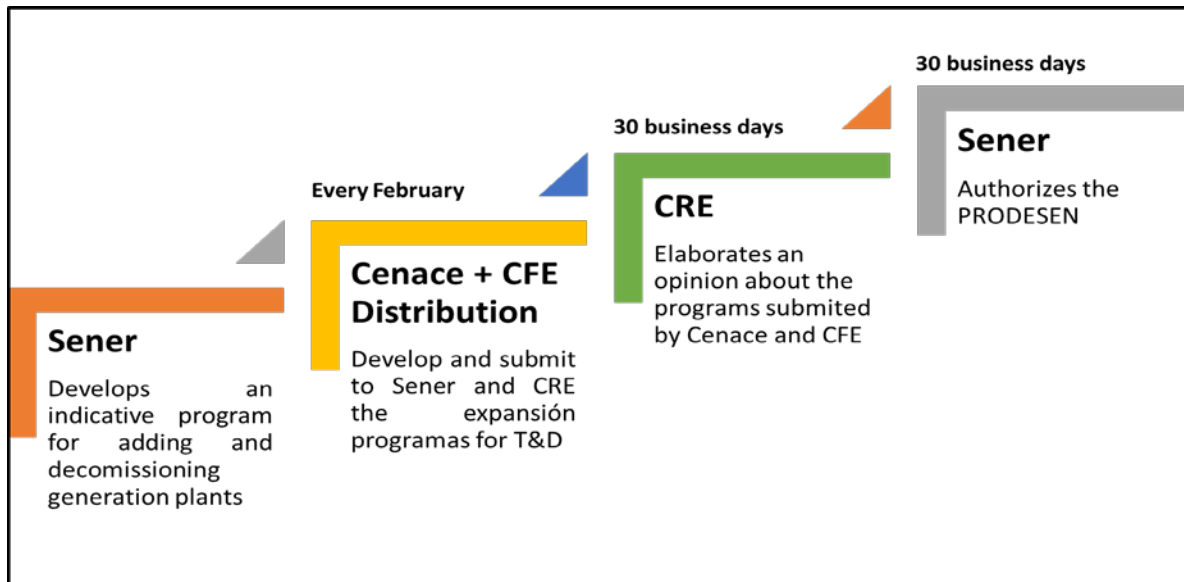 Sener
Develops an
indicative program
for adding and
decomissioning
generation plants
Every February
Cenace + CFE
Distribution
Develop and submit
to Sener and CRE
the expansión
programas for T&D
30 business days
CRE
Elaborates an
opinion about the
programs submited
by Cenace and CFE
30 business days
Sener
Authorizes the
PRODESEN